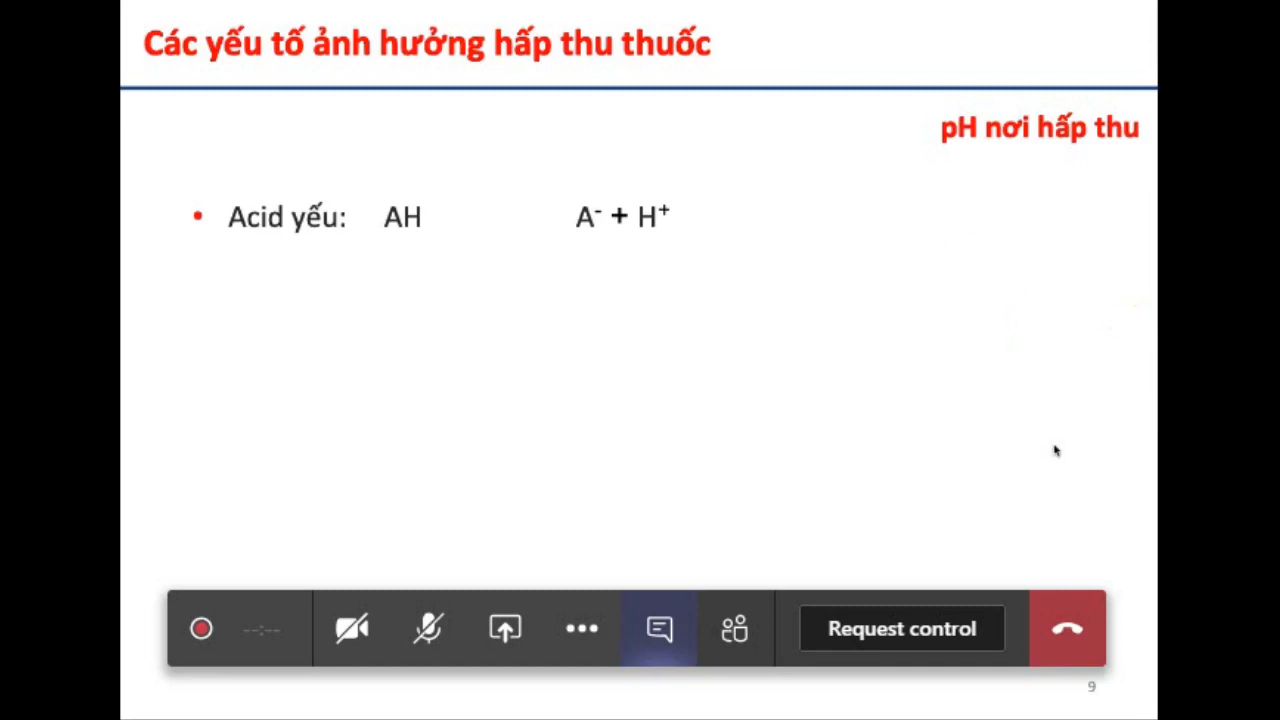 Các yếu tố ảnh hưởng hấp thu thuốc
pH nơi hấp thu
• Acid yếu: AH A⁻ + H⁺
--:--
Request control
9